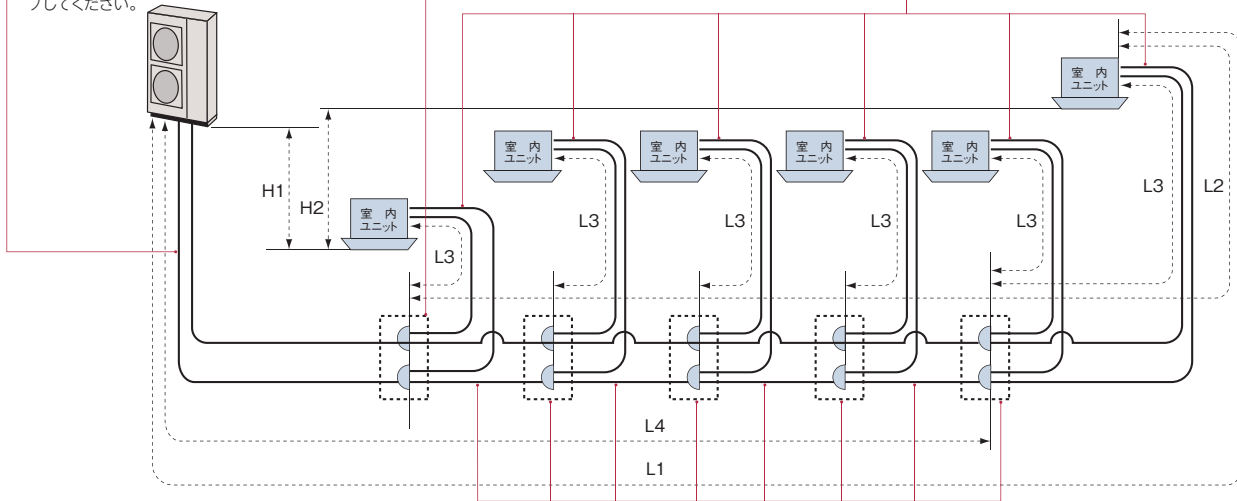 プしてください。
室 内
ユニット
室 内
ユニット
室 内
ユニット
室 内
ユニット
室 内
ユニット
室 内
ユニット
H1
H2
L3
L3
L3
L3
L3
L3
L2
L4
L1